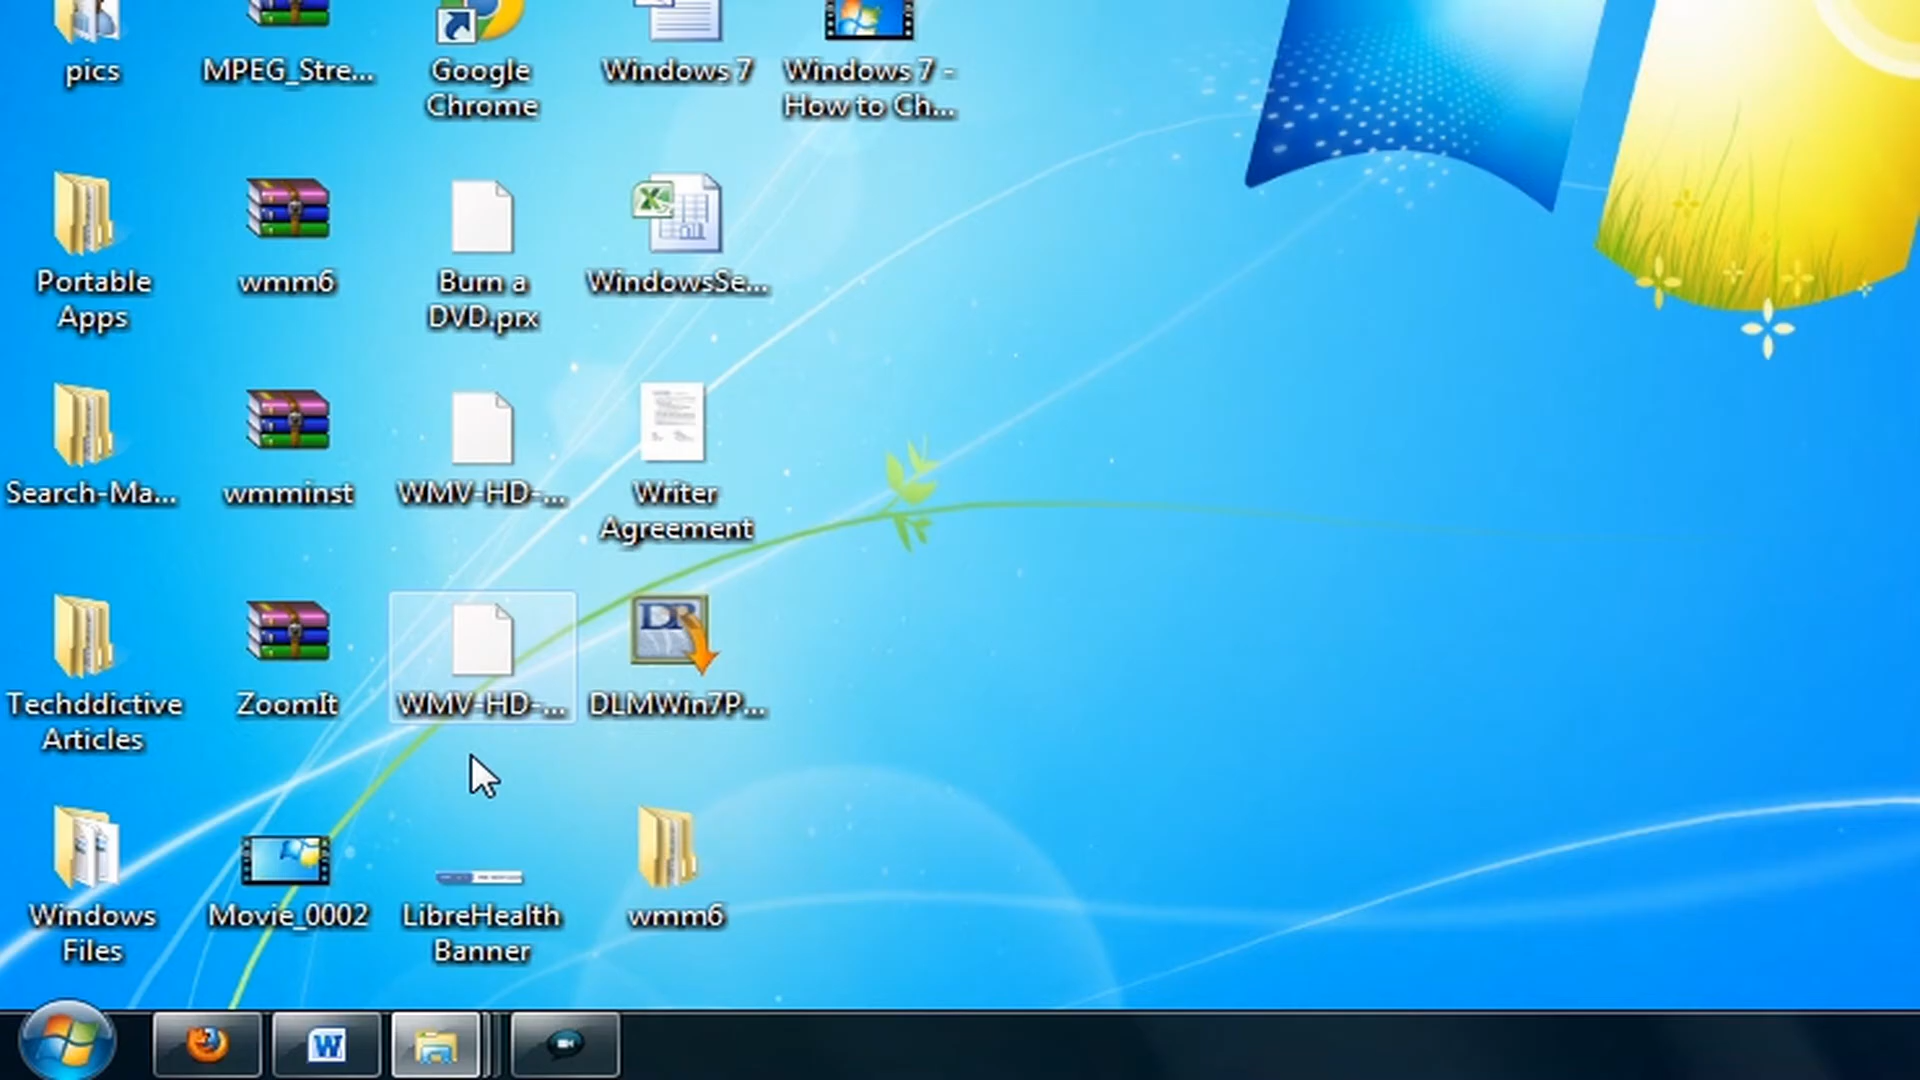 pics
MPEG_Stre...
Google
Chrome
Windows 7
Windows 7 -
How to Ch...
Portable
Apps
wmm6
Burn a
DVD.prx
WindowsSe...
Search-Ma...
wmminst
WMV-HD-...
Writer
Agreement
Techddictive
Articles
ZoomIt
WMV-HD-...
DR
DLMWin7P...
Windows
Files
Movie_0002
LibreHealth
Banner
wmm6
W